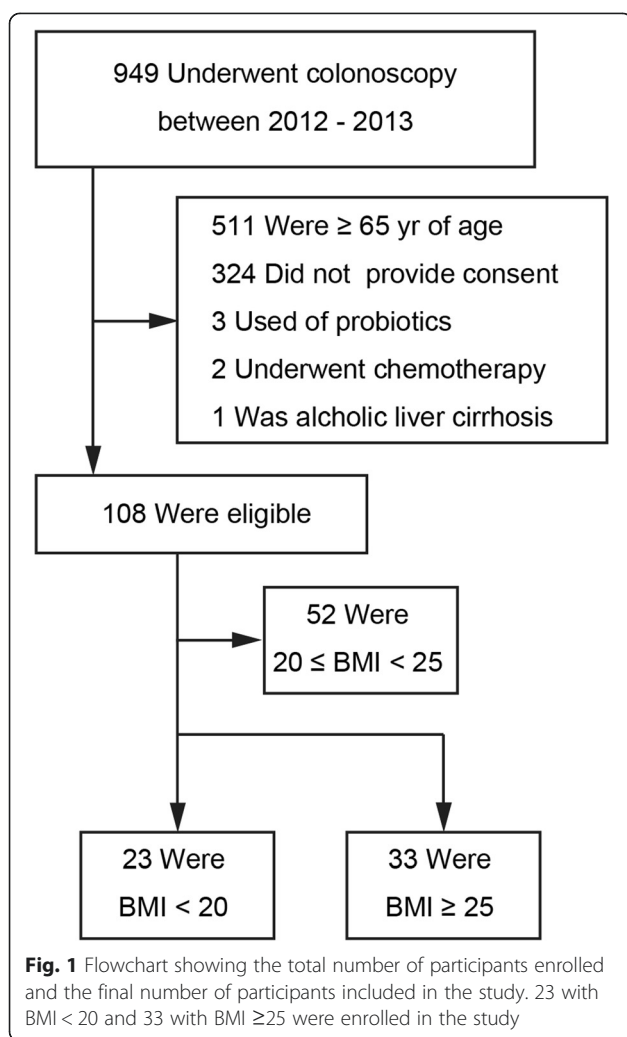 949 Underwent colonoscopy
between 2012 - 2013
511 Were ≥ 65 yr of age
324 Did not provide consent
3 Used of probiotics
2 Underwent chemotherapy
1 Was alcholic liver cirrhosis
108 Were eligible
52 Were
20 ≤ BMI < 25
23 Were
BMI < 20
33 Were
BMI ≥ 25
Fig. 1 Flowchart showing the total number of participants enrolled
and the final number of participants included in the study. 23 with
BMI < 20 and 33 with BMI ≥25 were enrolled in the study